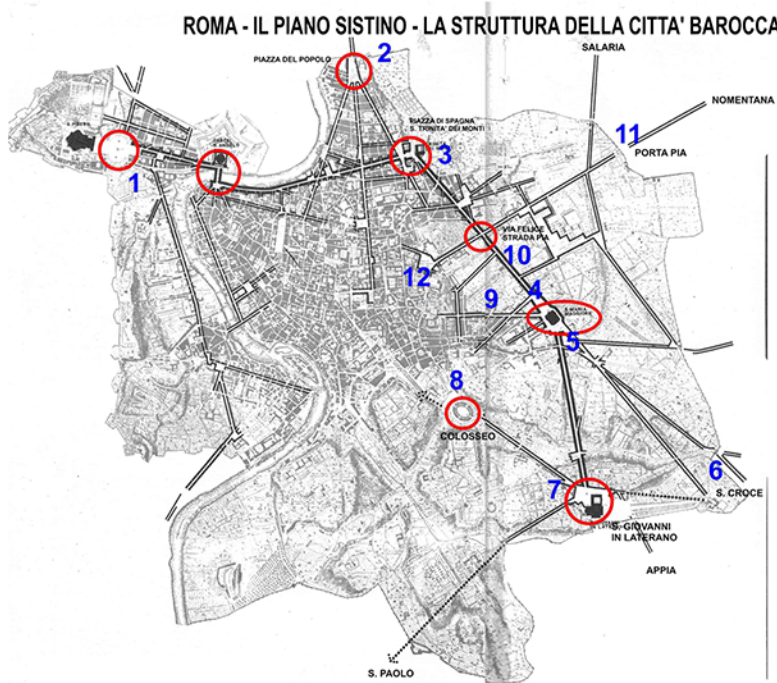 ROMA - IL PIANO SISTINO - LA STRUTTURA DELLA CITTA' BAROCCA
SALARIA
2
PIAZZA DEL POPOLO
NOMENTANA
PIAZZA DI SPAGNA
S. TRINITA' DEI MONTI
11
S. PIETRO
3
PORTA PIA
1
VIA FELICE
STRADA PIA
10
12
4
9
S. MARIA
MAGGIORE
5
8
COLOSSEO
6
7
S. CROCE
S. GIOVANNI
IN LATERANO
APPIA
S. PAOLO